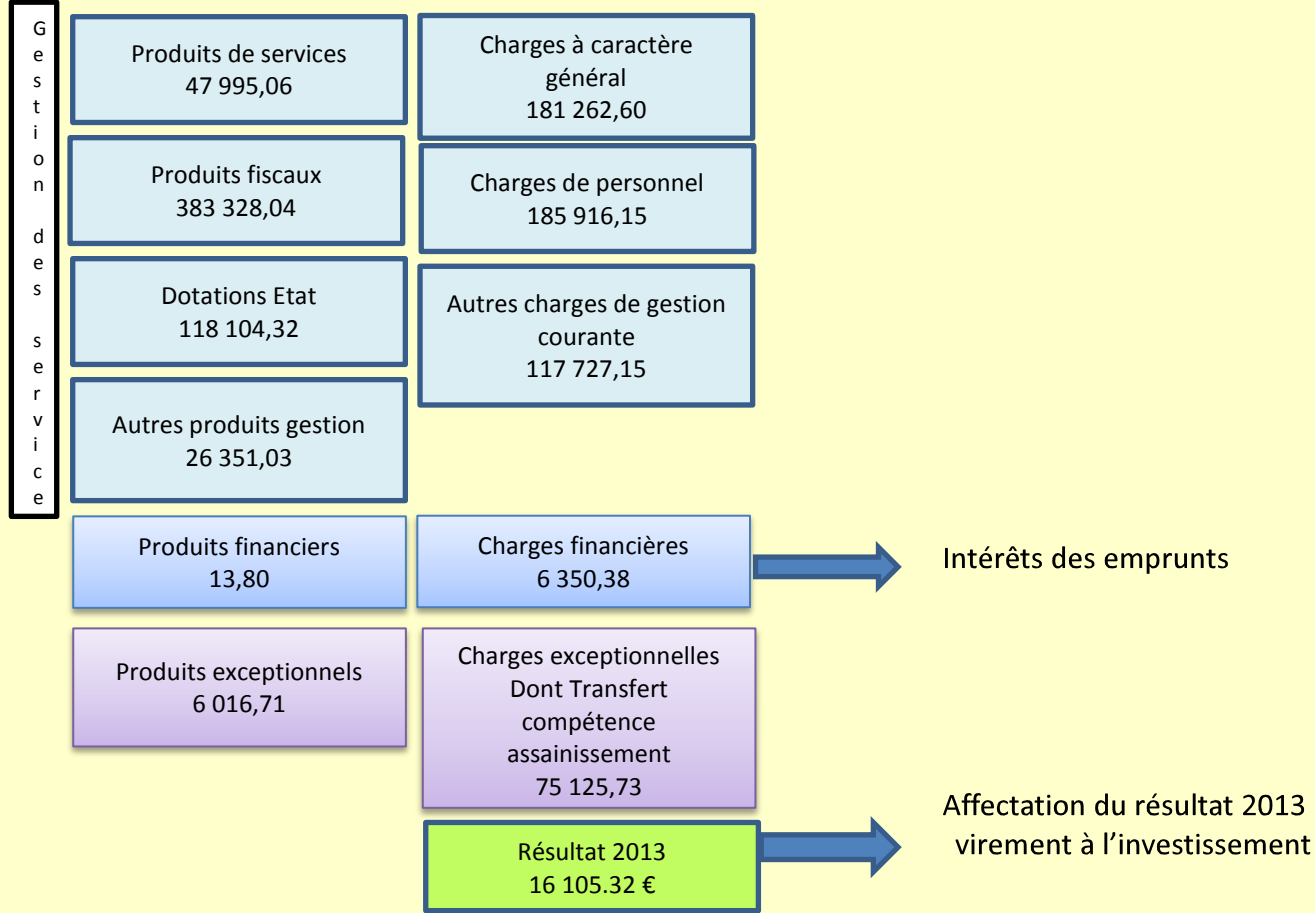 Gestion des service
Produits de services
47 995,06
Charges à caractère
général
181 262,60
Produits fiscaux
383 328,04
Charges de personnel
185 916,15
Dotations Etat
118 104,32
Autres charges de gestion
courante
117 727,15
Autres produits gestion
26 351,03
Produits financiers
13,80
Charges financières
6 350,38
Intérêts des emprunts
Produits exceptionnels
6 016,71
Charges exceptionnelles
Dont Transfert
compétence
assainissement
75 125,73
Résultat 2013
16 105.32 €
Affectation du résultat 2013
virement à l’investissement